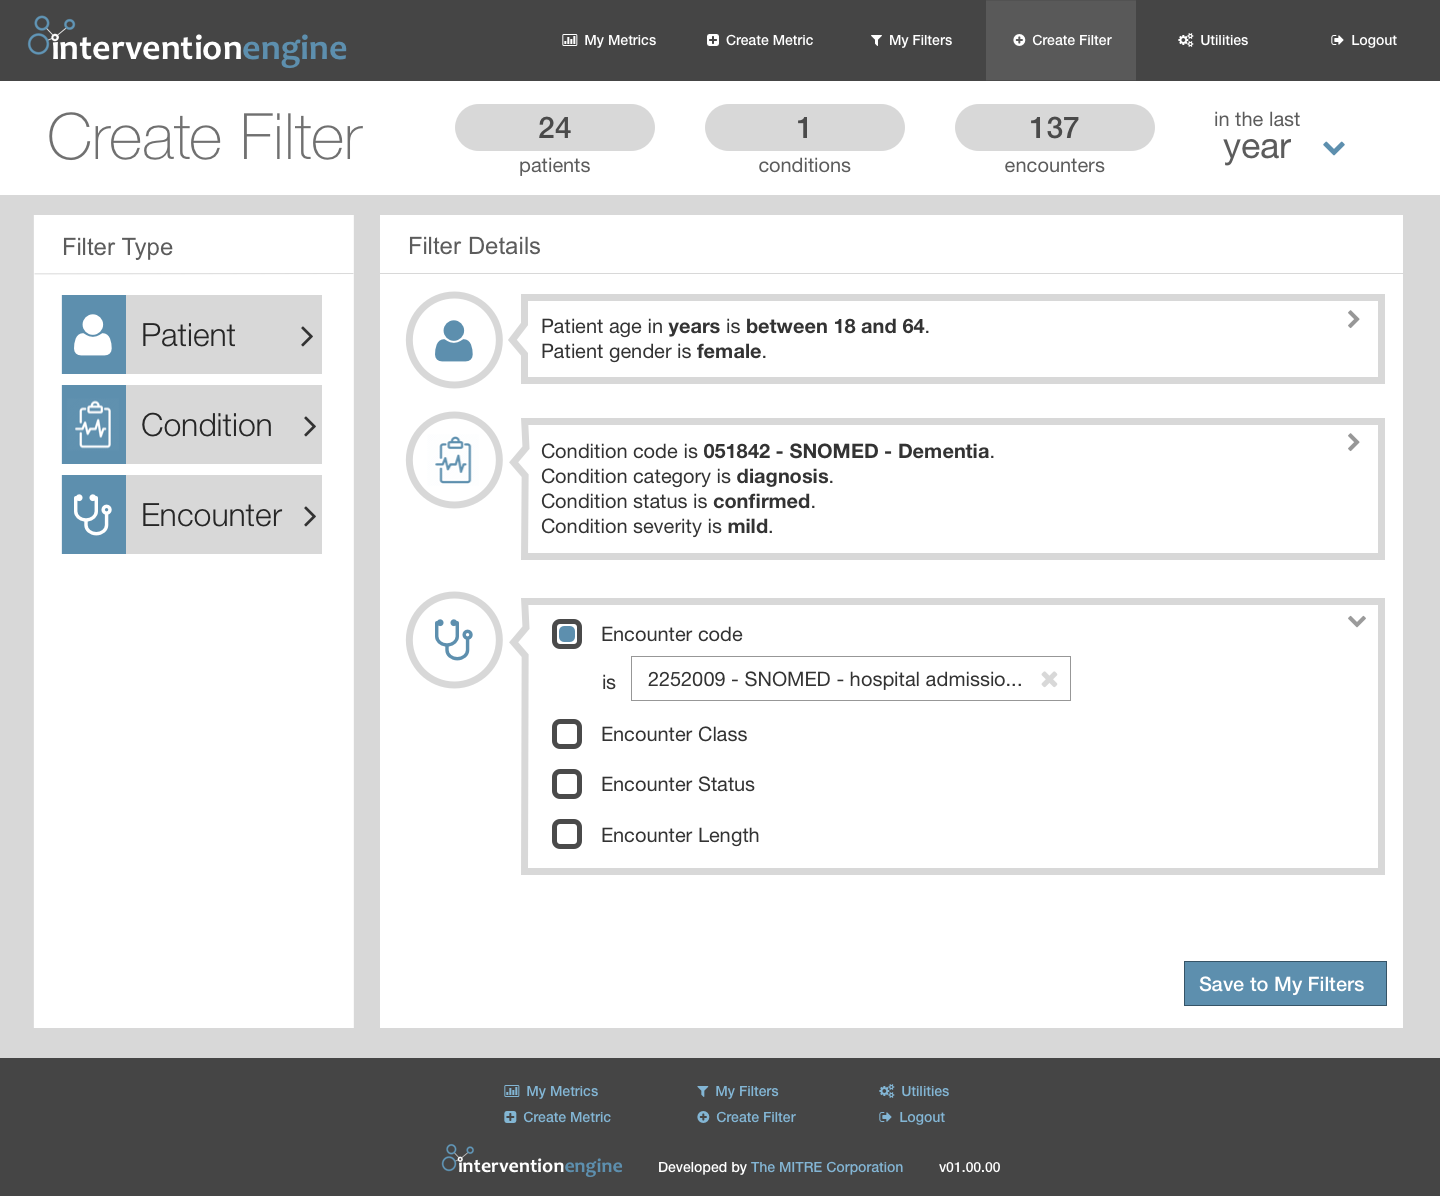 interventionengine
My Metrics
Create Metric
My Filters
Create Filter
Utilities
Logout
Create Filter
24
patients
1
conditions
137
encounters
in the last
year
Filter Type
Patient
Condition
Encounter
Filter Details
Patient age in years is between 18 and 64.
Patient gender is female.
Condition code is 051842 - SNOMED - Dementia.
Condition category is diagnosis.
Condition status is confirmed.
Condition severity is mild.
Encounter code
is 2252009 - SNOMED - hospital admissio...
Encounter Class
Encounter Status
Encounter Length
Save to My Filters
My Metrics
My Filters
Utilities
Create Metric
Create Filter
Logout
interventionengine
Developed by The MITRE Corporation
v01.00.00